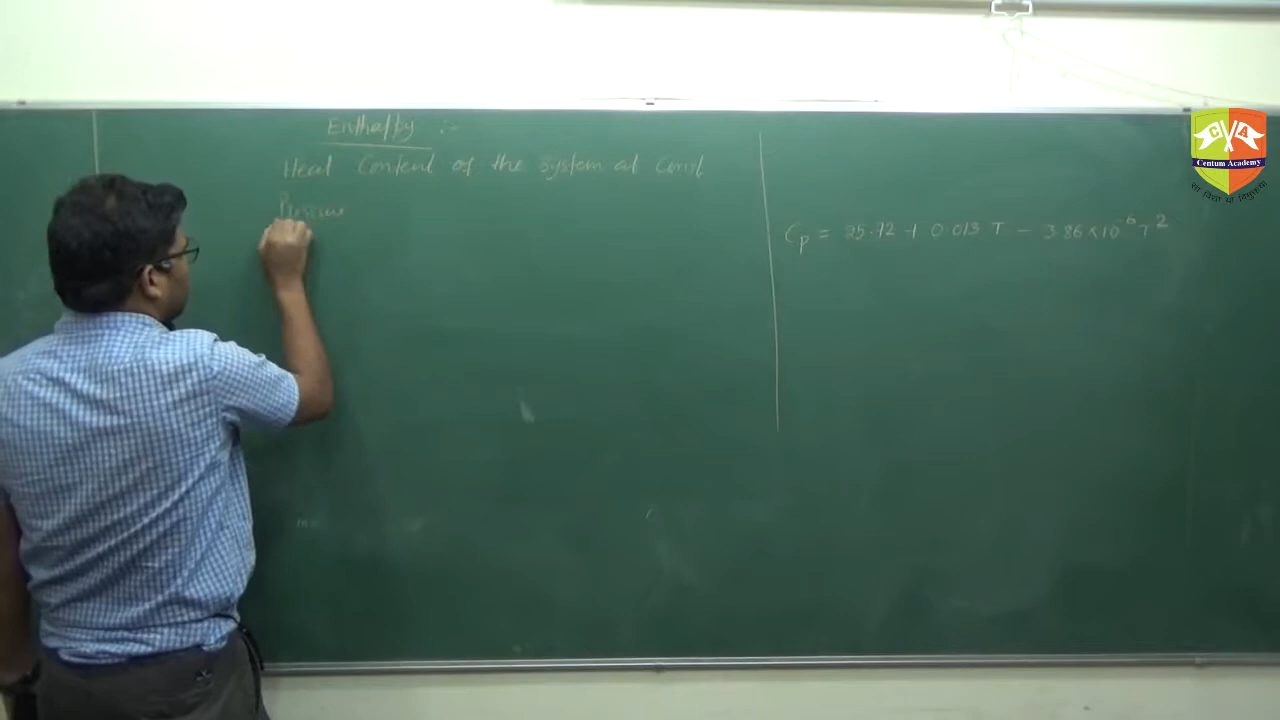 Enthalpy :-
Heat Content of the System at Const
Pressure
Cp = 25.72 + 0.013 T - 3.86 × 10⁻⁶ T²
C A
Centum Academy
सा विद्या या विमुक्तये